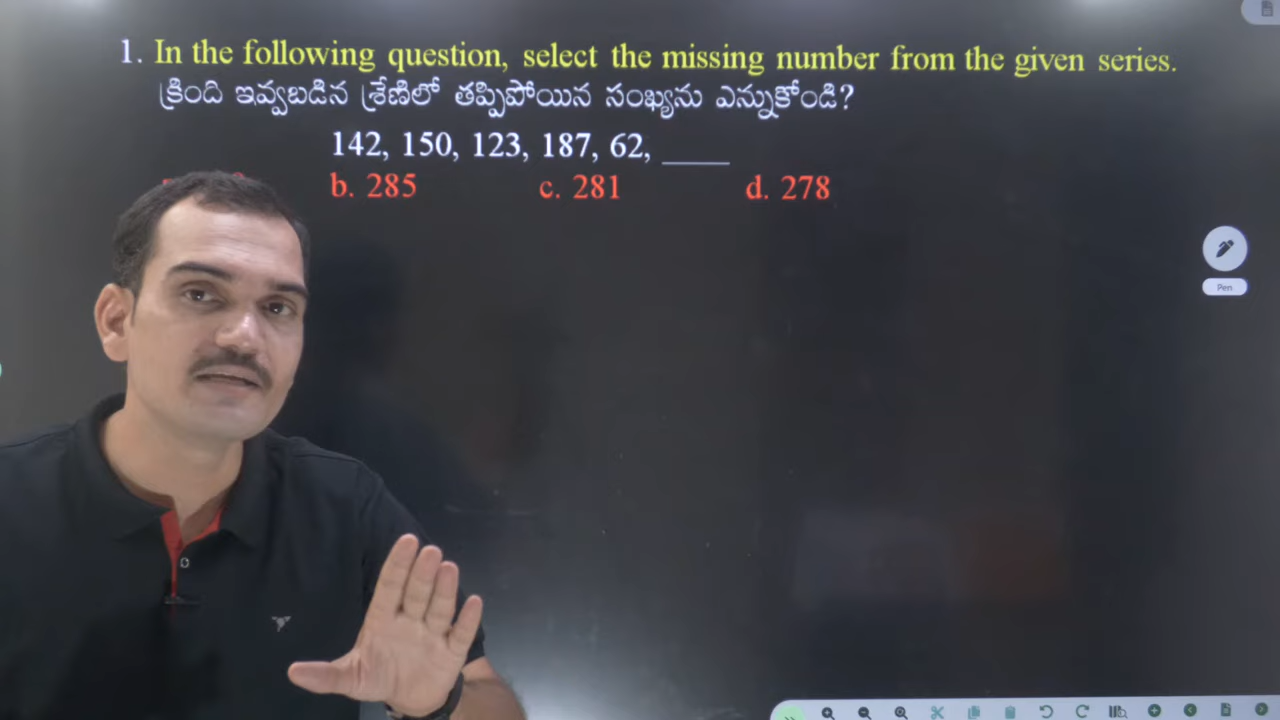 1. In the following question, select the missing number from the given series.
క్రింది ఇవ్వబడిన శ్రేణిలో తప్పిపోయిన సంఖ్యను ఎన్నుకోండి?
142, 150, 123, 187, 62, ____
b. 285 c. 281 d. 278
Pen